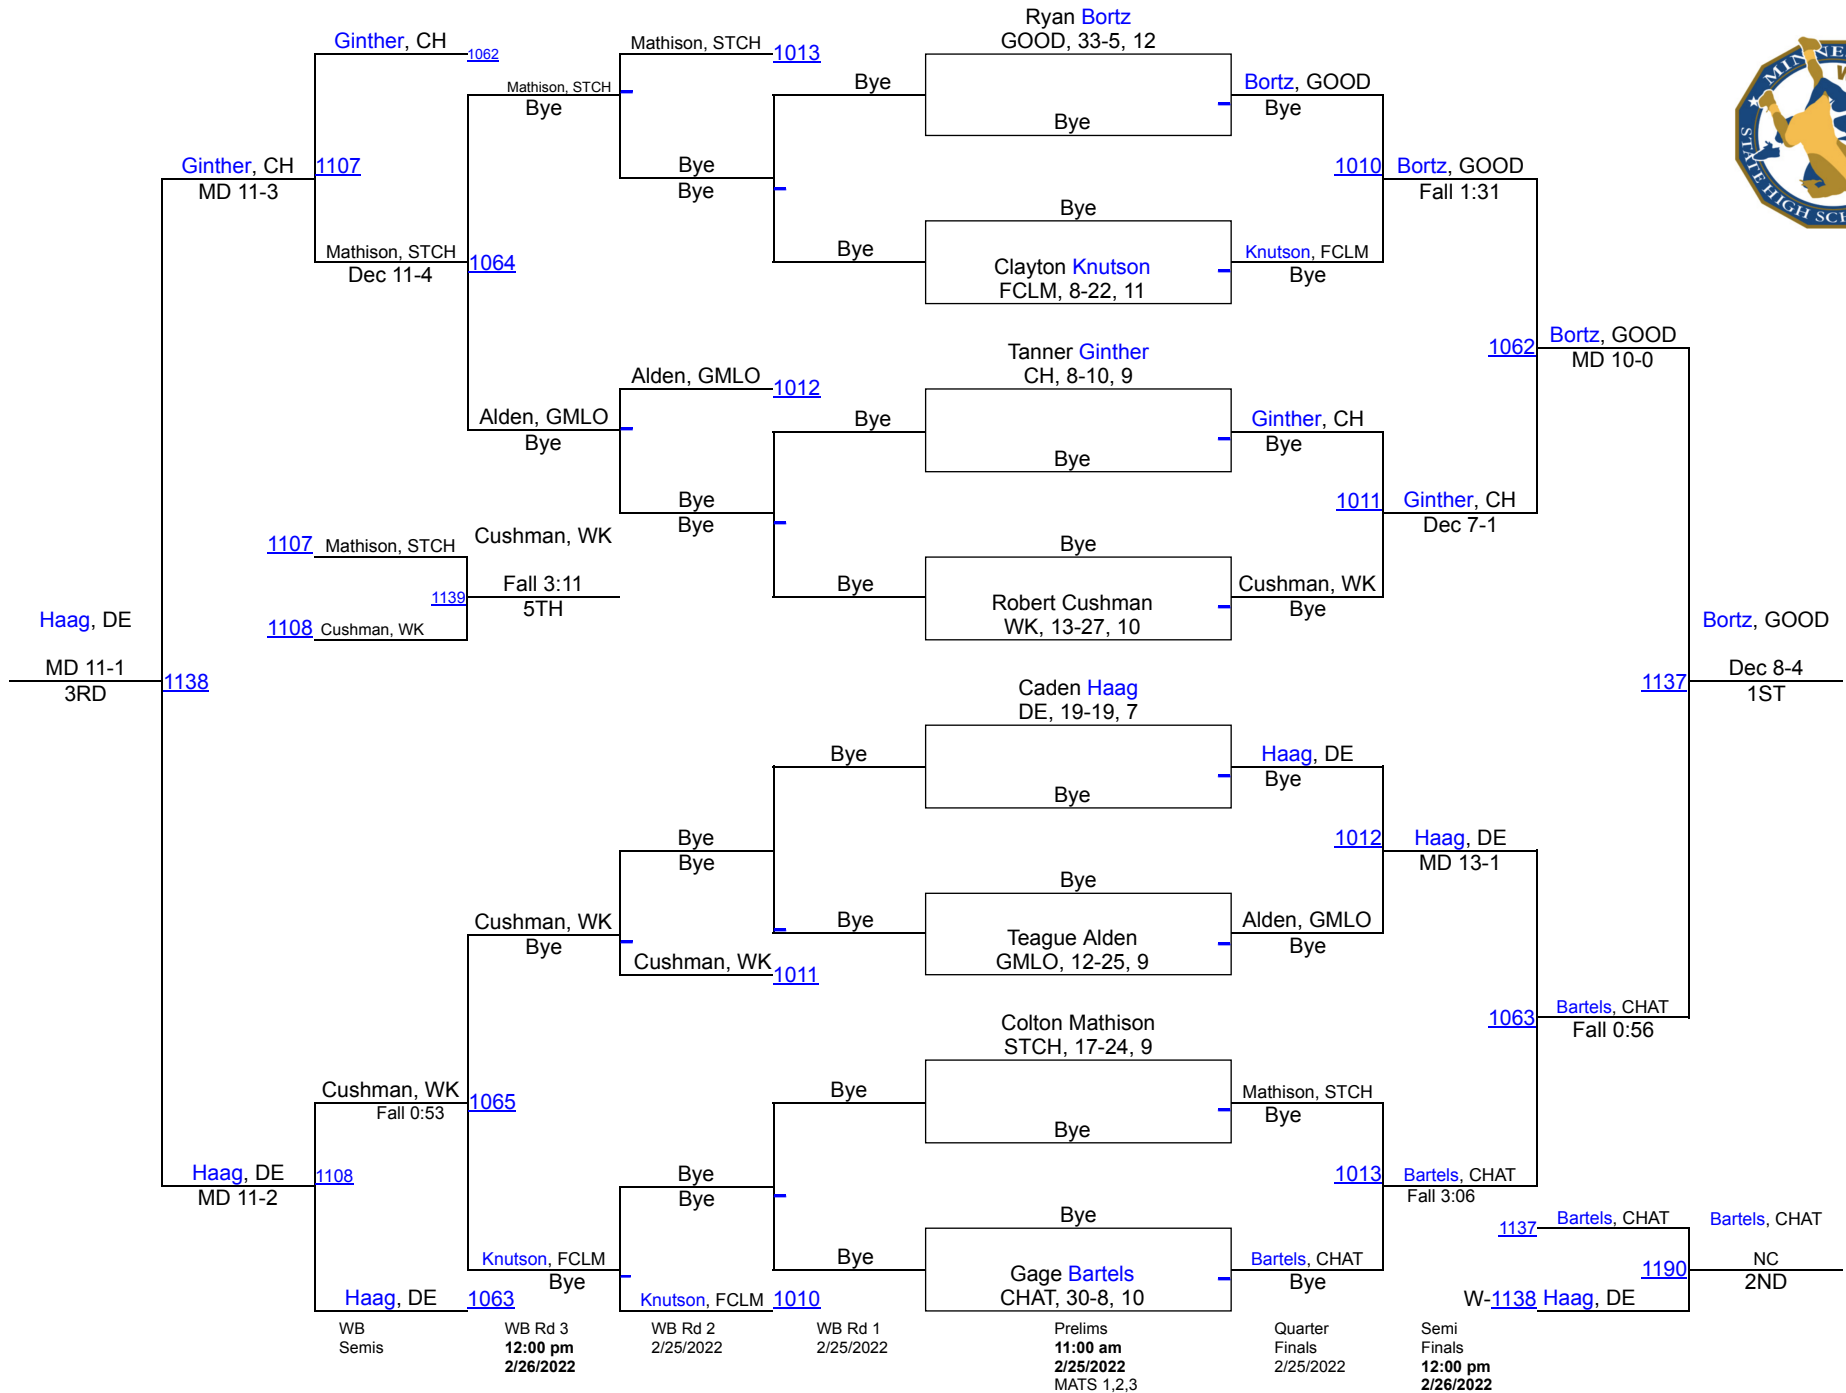 Ginther, CH
1062
Mathison, STCH
Bye
Ginther, CH
1107
MD 11-3
Mathison, STCH
1064
Dec 11-4
Mathison, STCH
1013
Bye
Bye
Alden, GMLO
1012
Alden, GMLO
Bye
Bye
Bye
1107 Mathison, STCH
Cushman, WK
Fall 3:11
1139
5TH
1108 Cushman, WK
Haag, DE
MD 11-1
1138
3RD
Bye
Bye
Cushman, WK
Bye
Cushman, WK
1011
Cushman, WK
1065
Fall 0:53
Haag, DE
1108
MD 11-2
Bye
Bye
Knutson, FCLM
Bye
Knutson, FCLM
1010
Haag, DE
1063
Bye
Bye
Bye
Bye
Bye
Bye
Bye
Bye
Ryan Bortz
GOOD, 33-5, 12
Bye
Bye
Clayton Knutson
FCLM, 8-22, 11
Tanner Ginther
CH, 8-10, 9
Bye
Bye
Robert Cushman
WK, 13-27, 10
Caden Haag
DE, 19-19, 7
Bye
Bye
Teague Alden
GMLO, 12-25, 9
Colton Mathison
STCH, 17-24, 9
Bye
Bye
Gage Bartels
CHAT, 30-8, 10
Bortz, GOOD
Bye
1010
Knutson, FCLM
Bye
Ginther, CH
Bye
1011
Cushman, WK
Bye
Haag, DE
Bye
1012
Alden, GMLO
Bye
Mathison, STCH
Bye
1013
Bartels, CHAT
Bye
Bortz, GOOD
Fall 1:31
1062
Ginther, CH
Dec 7-1
Haag, DE
MD 13-1
1063
Bartels, CHAT
Fall 3:06
Bortz, GOOD
MD 10-0
1137
Bartels, CHAT
Fall 0:56
Bortz, GOOD
Dec 8-4
1ST
1137 Bartels, CHAT
Bartels, CHAT
1190
NC
2ND
W-1138 Haag, DE
WB
Semis
WB Rd 3
12:00 pm
2/26/2022
WB Rd 2
2/25/2022
WB Rd 1
2/25/2022
Prelims
11:00 am
2/25/2022
MATS 1,2,3
Quarter
Finals
2/25/2022
Semi
Finals
12:00 pm
2/26/2022
STATE HIGH